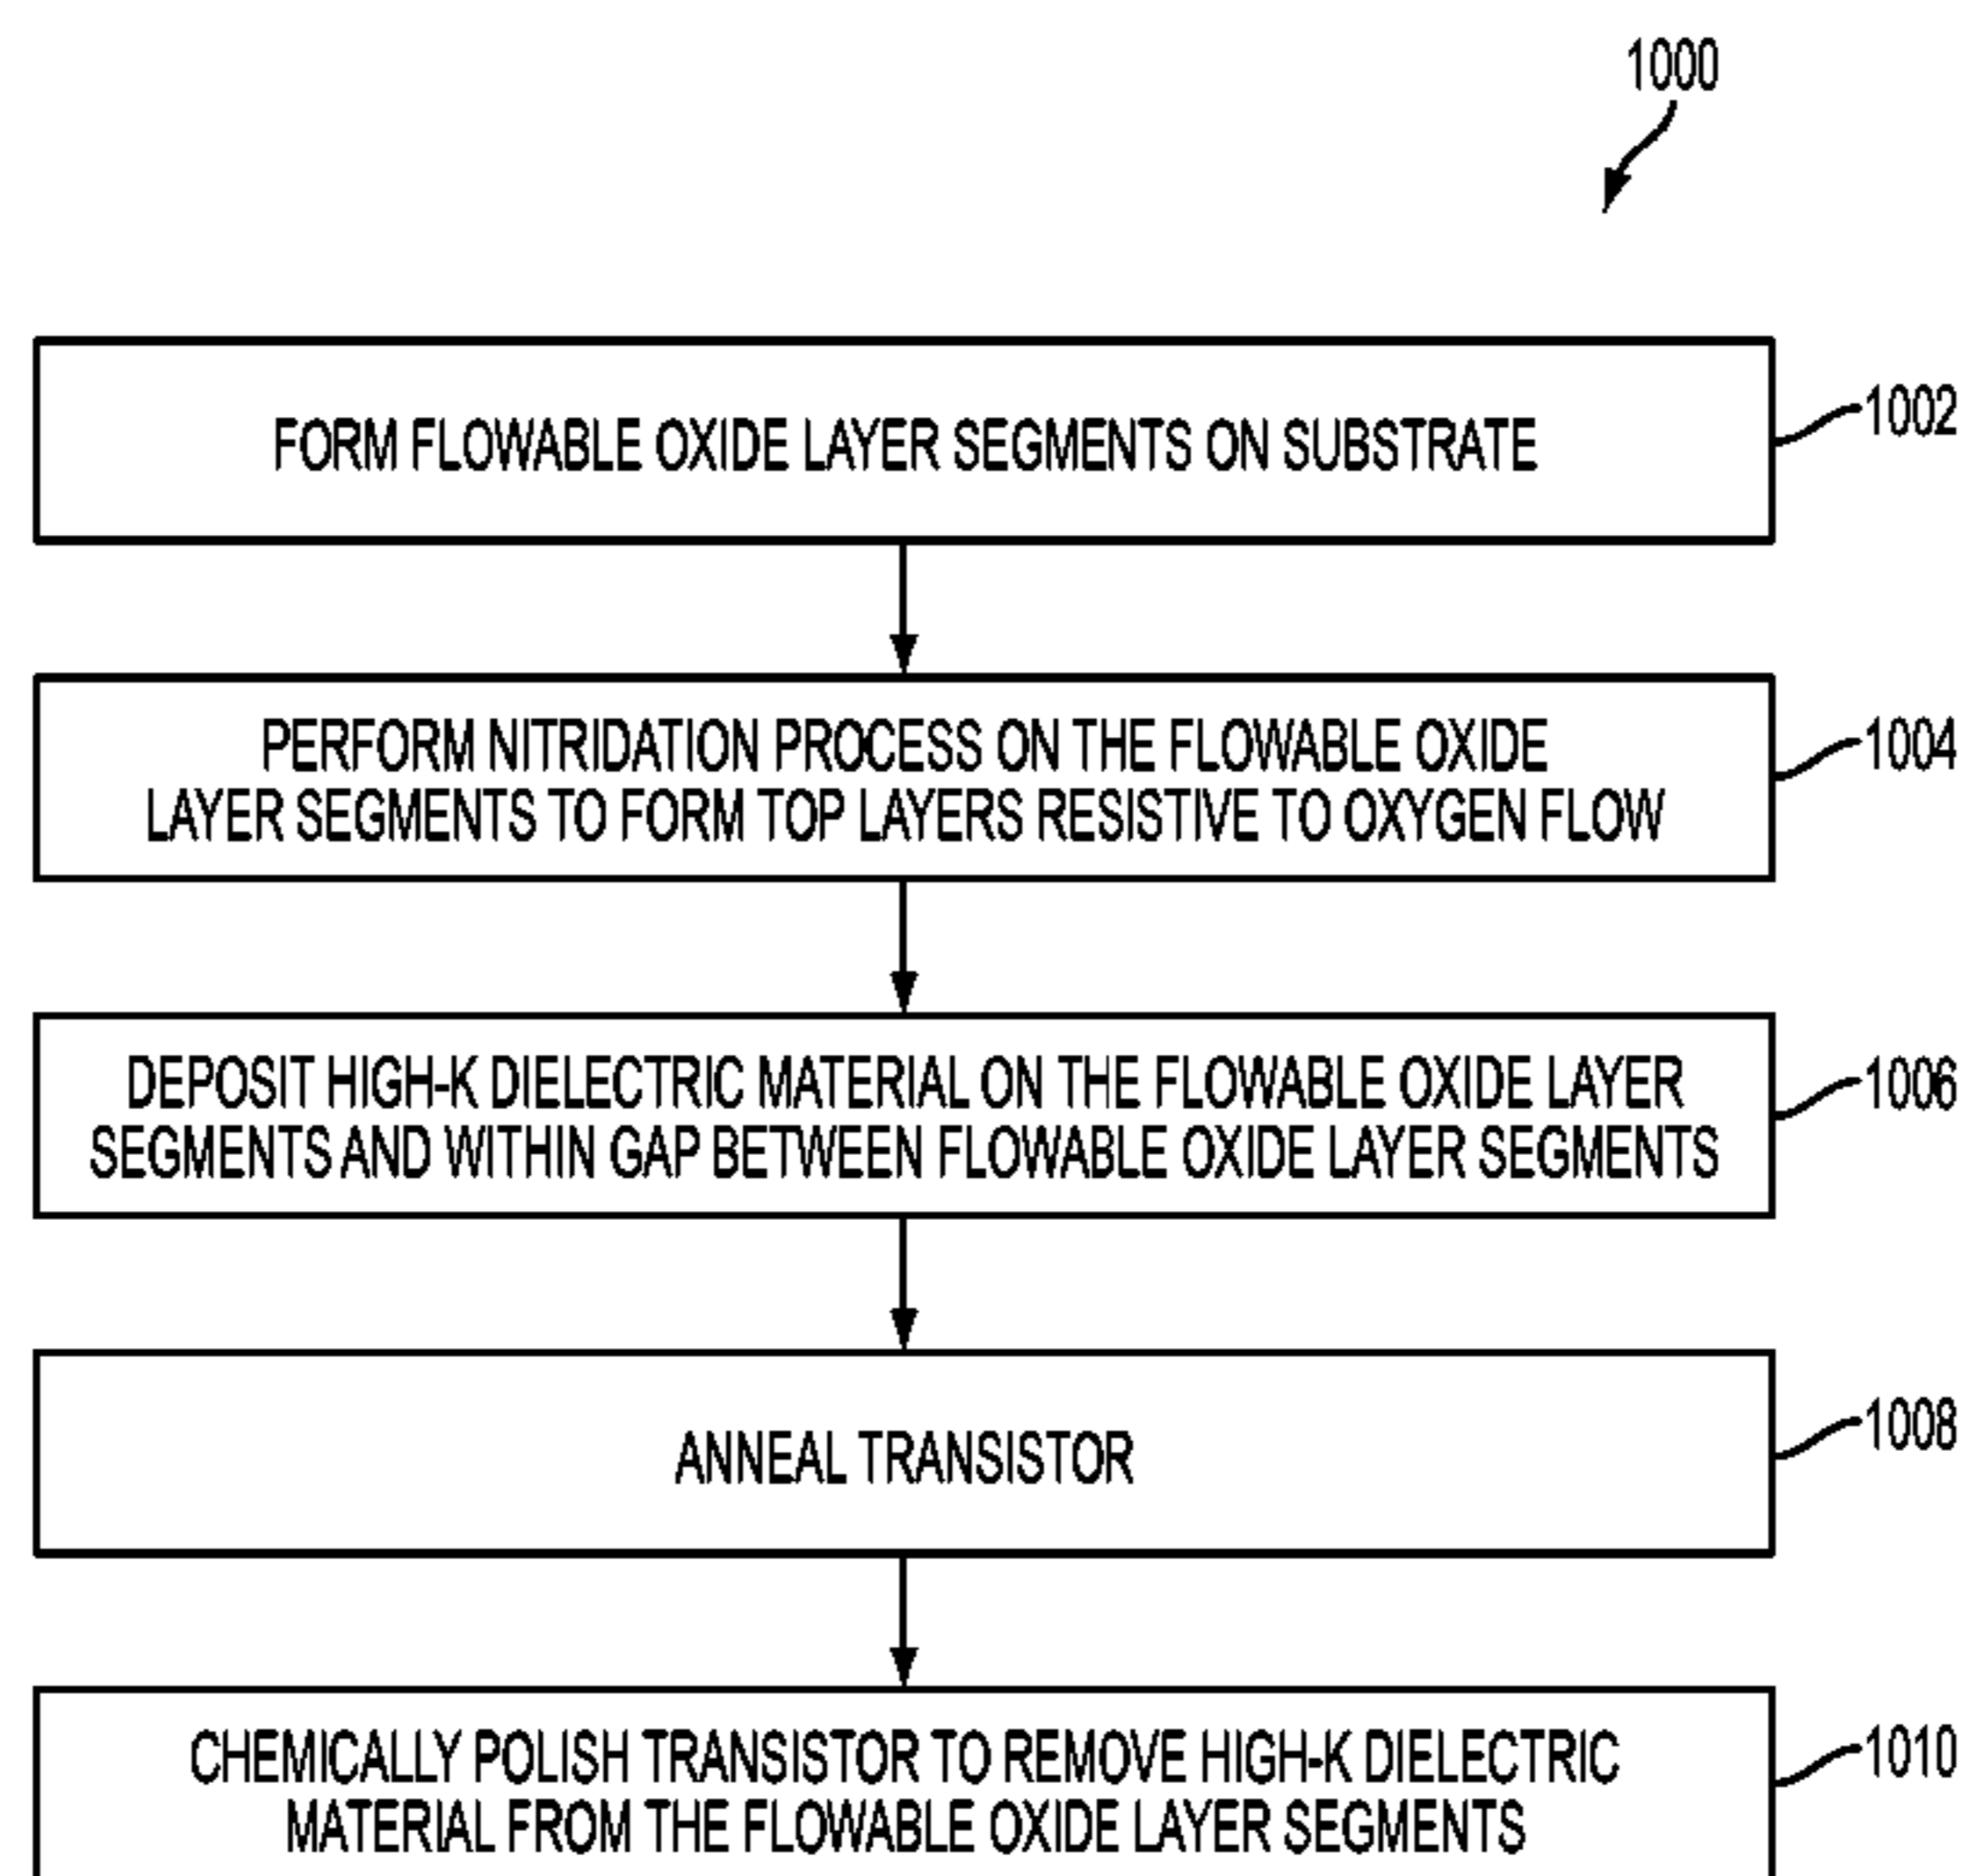 1000
FORM FLOWABLE OXIDE LAYER SEGMENTS ON SUBSTRATE
1002
PERFORM NITRIDATION PROCESS ON THE FLOWABLE OXIDE
LAYER SEGMENTS TO FORM TOP LAYERS RESISTIVE TO OXYGEN FLOW
1004
DEPOSIT HIGH-K DIELECTRIC MATERIAL ON THE FLOWABLE OXIDE LAYER
SEGMENTS AND WITHIN GAP BETWEEN FLOWABLE OXIDE LAYER SEGMENTS
1006
ANNEAL TRANSISTOR
1008
CHEMICALLY POLISH TRANSISTOR TO REMOVE HIGH-K DIELECTRIC
MATERIAL FROM THE FLOWABLE OXIDE LAYER SEGMENTS
1010